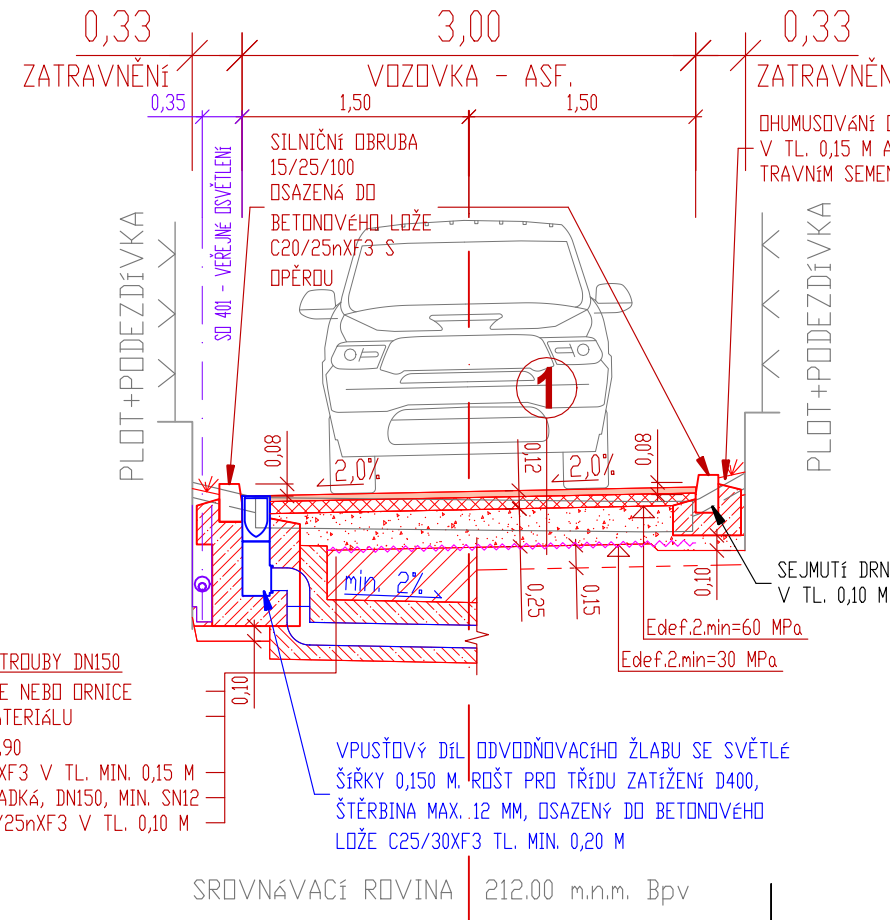 0,33 3,00 0,33
ZATRAVNĚNÍ VOZOVKA - ASF. ZATRAVNĚN
0,35 1,50 1,50
SILNIČNÍ OBRUBA
15/25/100
OSAZENÁ DO
BETONOVÉHO LOŽE
C20/25nXF3 S
OPĚROU
OHUMUSOVÁNÍ
V TL. 0,15 M A
TRAVNÍM SEMEN
SO 401 - VEŘEJNÉ OSVĚTLENÍ
PLOT+PODEZDÍVKA
PLOT+PODEZDÍVKA
1
0,08 2,0% 0,12 2,0% 0,08
min. 2%
0,25 0,15 0,10
SEJMUTÍ DRN
V TL. 0,10 M
Edef.2.min=60 MPa
Edef.2.min=30 MPa
0,10
TROUBY DN150
E NEBO ORNICE
ATERIÁLU
,90
XF3 V TL. MIN. 0,15 M
ADKÁ, DN150, MIN. SN12
/25nXF3 V TL. 0,10 M
VPUSŤOVÝ DÍL ODVODŇOVACÍHO ŽLABU SE SVĚTLE
ŠÍŘKY 0,150 M. ROŠT PRO TŘÍDU ZATÍŽENÍ D400,
ŠTĚRBINA MAX. 12 MM, OSAZENÝ DO BETONOVÉHO
LOŽE C25/30XF3 TL. MIN. 0,20 M
SROVNÁVACÍ ROVINA 212.00 m.n.m. Bpv